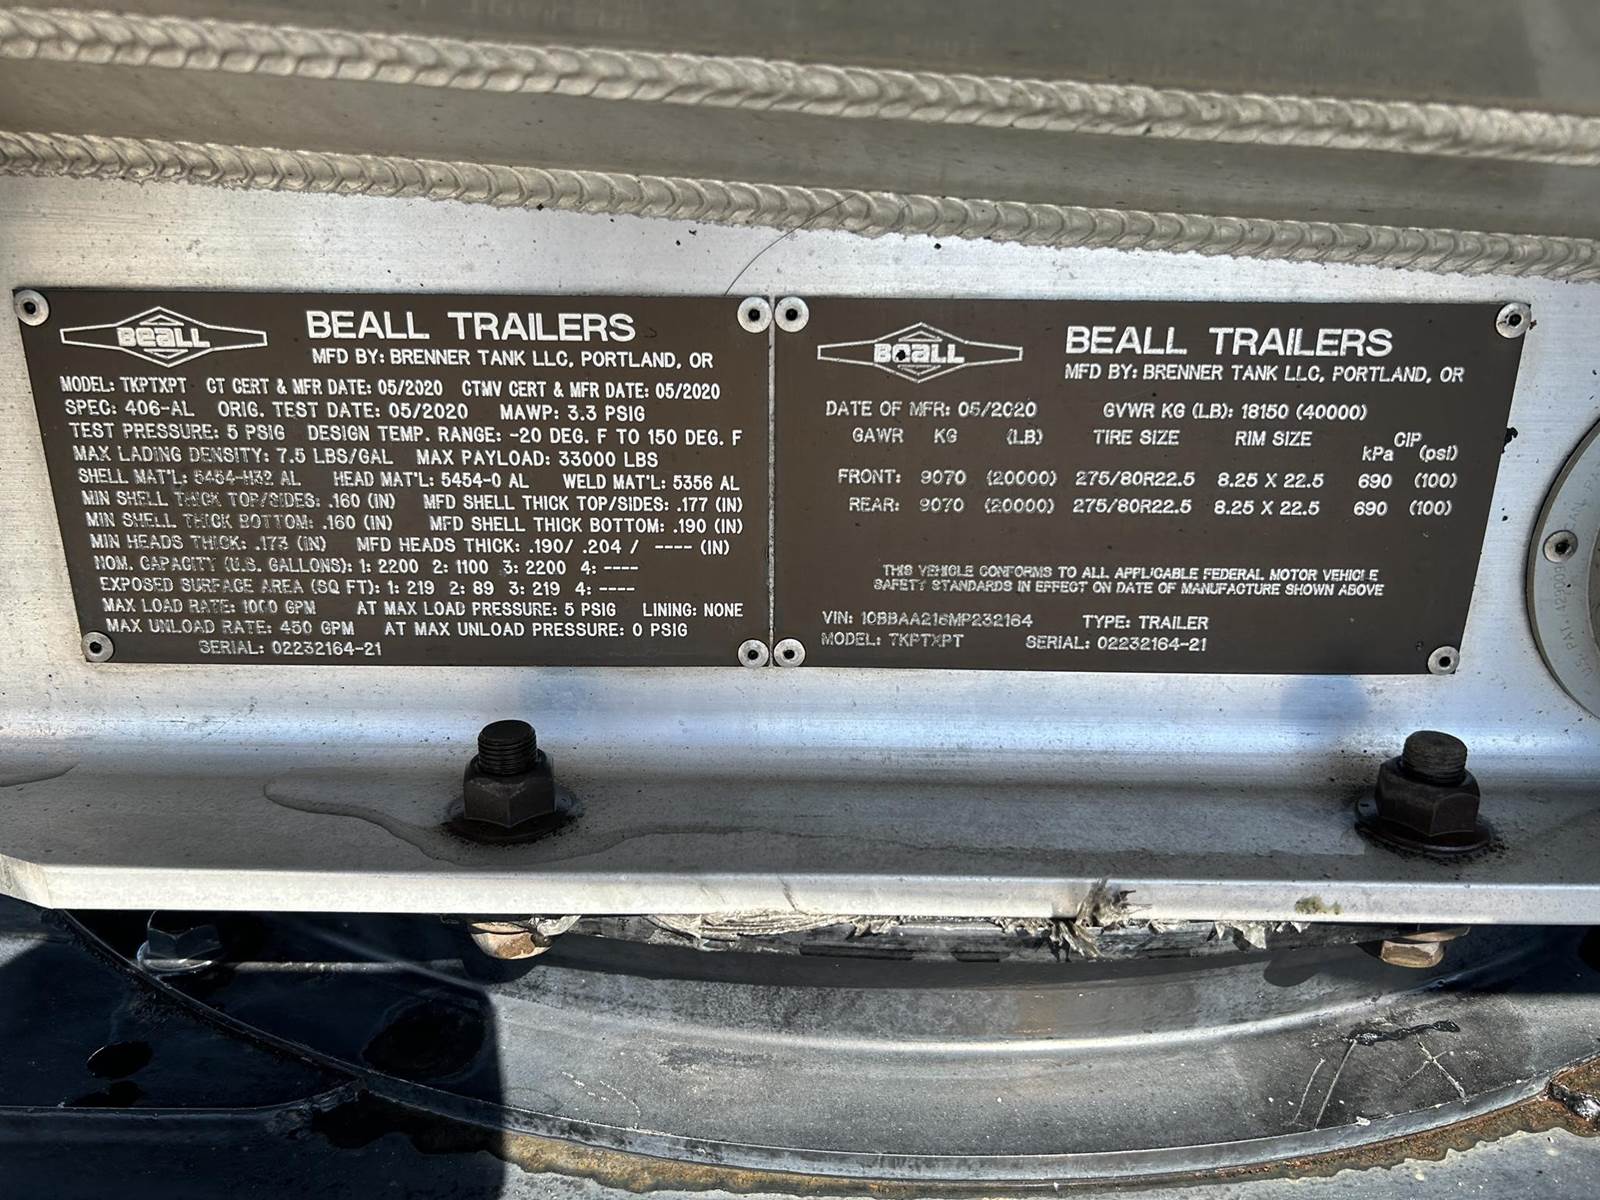 BEALL
BEALL TRAILERS
MFD BY: BRENNER TANK LLC, PORTLAND, OR
MODEL: TKPTXPT CT CERT & MFR DATE: 05/2020 CTMV CERT & MFR DATE: 05/2020
SPEC: 406-AL ORIG. TEST DATE: 05/2020 MAWP: 3.3 PSIG
TEST PRESSURE: 5 PSIG DESIGN TEMP. RANGE: -20 DEG. F TO 150 DEG. F
MAX LADING DENSITY: 7.5 LBS/GAL MAX PAYLOAD: 33000 LBS
SHELL MAT'L: 5454-H32 AL HEAD MAT'L: 5454-0 AL WELD MAT'L: 5356 AL
MIN SHELL THICK TOP/SIDES: .160 (IN) MFD SHELL THICK TOP/SIDES: .177 (IN)
MIN SHELL THICK BOTTOM: .160 (IN) MFD SHELL THICK BOTTOM: .190 (IN)
MIN HEADS THICK: .173 (IN) MFD HEADS THICK: .190/ .204 / ---- (IN)
NOM. CAPACITY (U.S. GALLONS): 1: 2200 2: 1100 3: 2200 4: ----
EXPOSED SURFACE AREA (SQ FT): 1: 219 2: 89 3: 219 4: ----
MAX LOAD RATE: 1000 GPM AT MAX LOAD PRESSURE: 5 PSIG LINING: NONE
MAX UNLOAD RATE: 450 GPM AT MAX UNLOAD PRESSURE: 0 PSIG
SERIAL: 02232164-21
BEALL
BEALL TRAILERS
MFD BY: BRENNER TANK LLC, PORTLAND, OR
DATE OF MFR: 05/2020 GVWR KG (LB): 18150 (40000)
GAWR KG (LB) TIRE SIZE RIM SIZE CIP
kPa (psi)
FRONT: 9070 (20000) 275/80R22.5 8.25 X 22.5 690 (100)
REAR: 9070 (20000) 275/80R22.5 8.25 X 22.5 690 (100)
THIS VEHICLE CONFORMS TO ALL APPLICABLE FEDERAL MOTOR VEHICLE
SAFETY STANDARDS IN EFFECT ON DATE OF MANUFACTURE SHOWN ABOVE
VIN: 10BBAA216MP232164 TYPE: TRAILER
MODEL: TKPTXPT SERIAL: 02232164-21